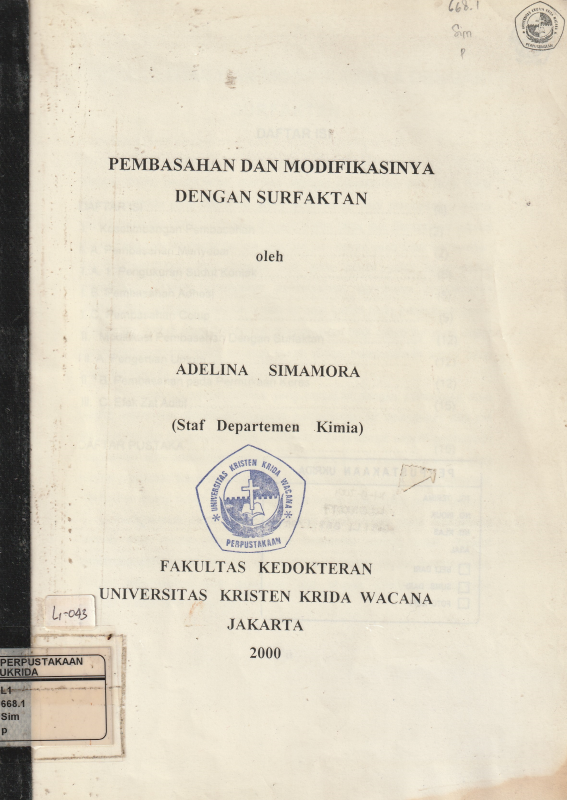 668.1
Sim
p
PEMBASAHAN DAN MODIFIKASINYA
DENGAN SURFAKTAN
oleh
ADELINA SIMAMORA
(Staf Departemen Kimia)
UNIVERSITAS KRISTEN KRIDA WACANA
PERPUSTAKAAN
FAKULTAS KEDOKTERAN
UNIVERSITAS KRISTEN KRIDA WACANA
JAKARTA
2000
L1-043
PERPUSTAKAAN
UKRIDA
L1
668.1
Sim
p